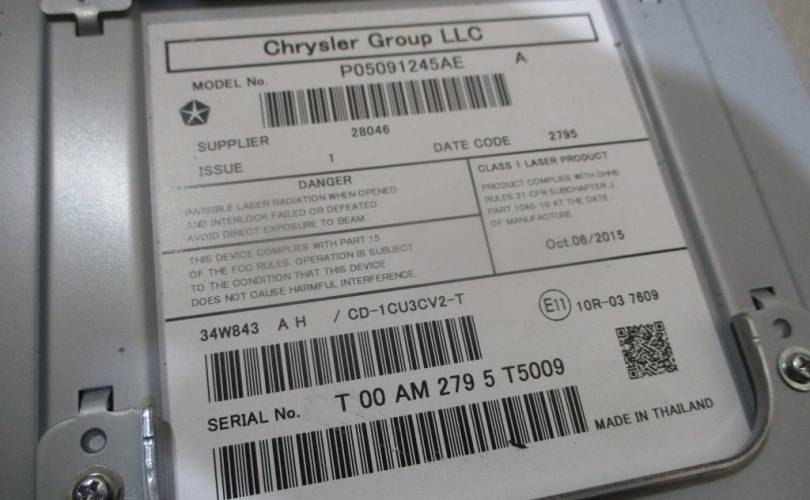 Chrysler Group LLC
MODEL No. P05091245AE A
SUPPLIER 28046
ISSUE 1 DATE CODE 2795
DANGER
INVISIBLE LASER RADIATION WHEN OPENED
AND INTERLOCK FAILED OR DEFEATED.
AVOID DIRECT EXPOSURE TO BEAM.
CLASS 1 LASER PRODUCT
PRODUCT COMPLIES WITH DHHS
RULES 21 CFR SUBCHAPTER J,
PART 1040.10 AT THE DATE
OF MANUFACTURE.
Oct.06/2015
THIS DEVICE COMPLIES WITH PART 15
OF THE FCC RULES. OPERATION IS SUBJECT
TO THE CONDITION THAT THIS DEVICE
DOES NOT CAUSE HARMFUL INTERFERENCE.
34W843 A H / CD-1CU3CV2-T
E11 10R-03 7609
SERIAL No. T 00 AM 279 5 T5009
MADE IN THAILAND